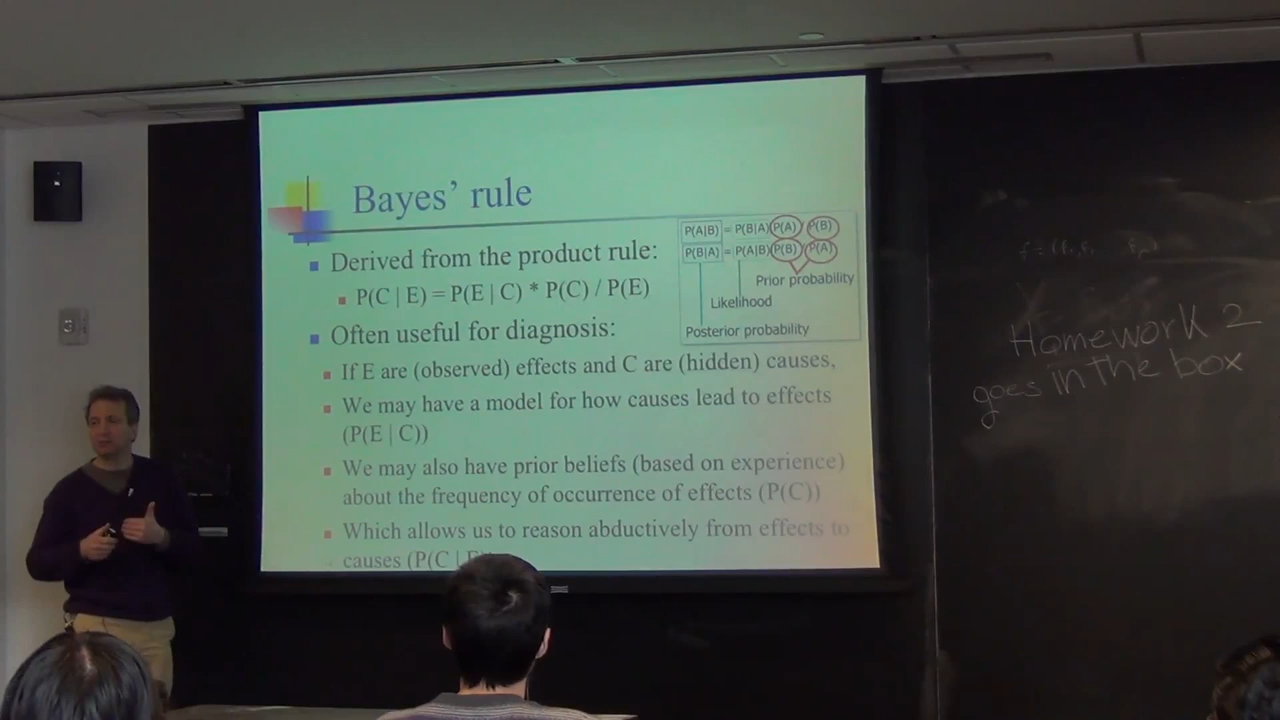 Bayes' rule
Derived from the product rule:
P(C | E) = P(E | C) * P(C) / P(E)
P(A|B) = P(B|A)P(A)/P(B)
P(B|A) = P(A|B)P(B)/P(A)
Prior probability
Likelihood
Posterior probability
Often useful for diagnosis:
If E are (observed) effects and C are (hidden) causes,
We may have a model for how causes lead to effects
(P(E | C))
We may also have prior beliefs (based on experience)
about the frequency of occurrence of effects (P(C))
Which allows us to reason abductively from effects to
causes (P(C |
Homework 2
goes in the box
3